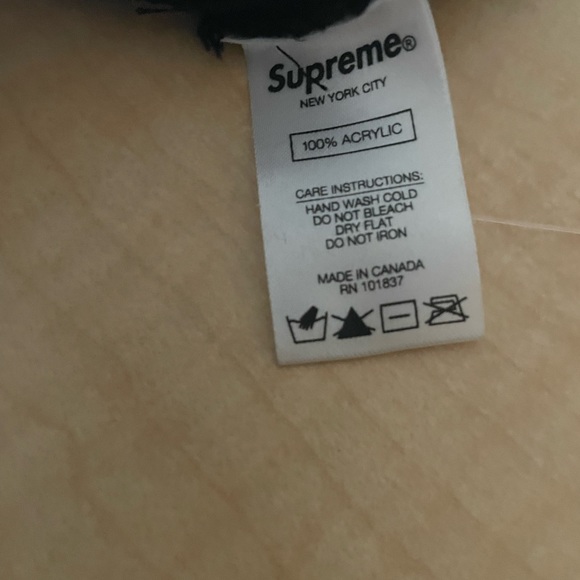 Supreme®
NEW YORK CITY
100% ACRYLIC
CARE INSTRUCTIONS:
HAND WASH COLD
DO NOT BLEACH
DRY FLAT
DO NOT IRON
MADE IN CANADA
RN 101837